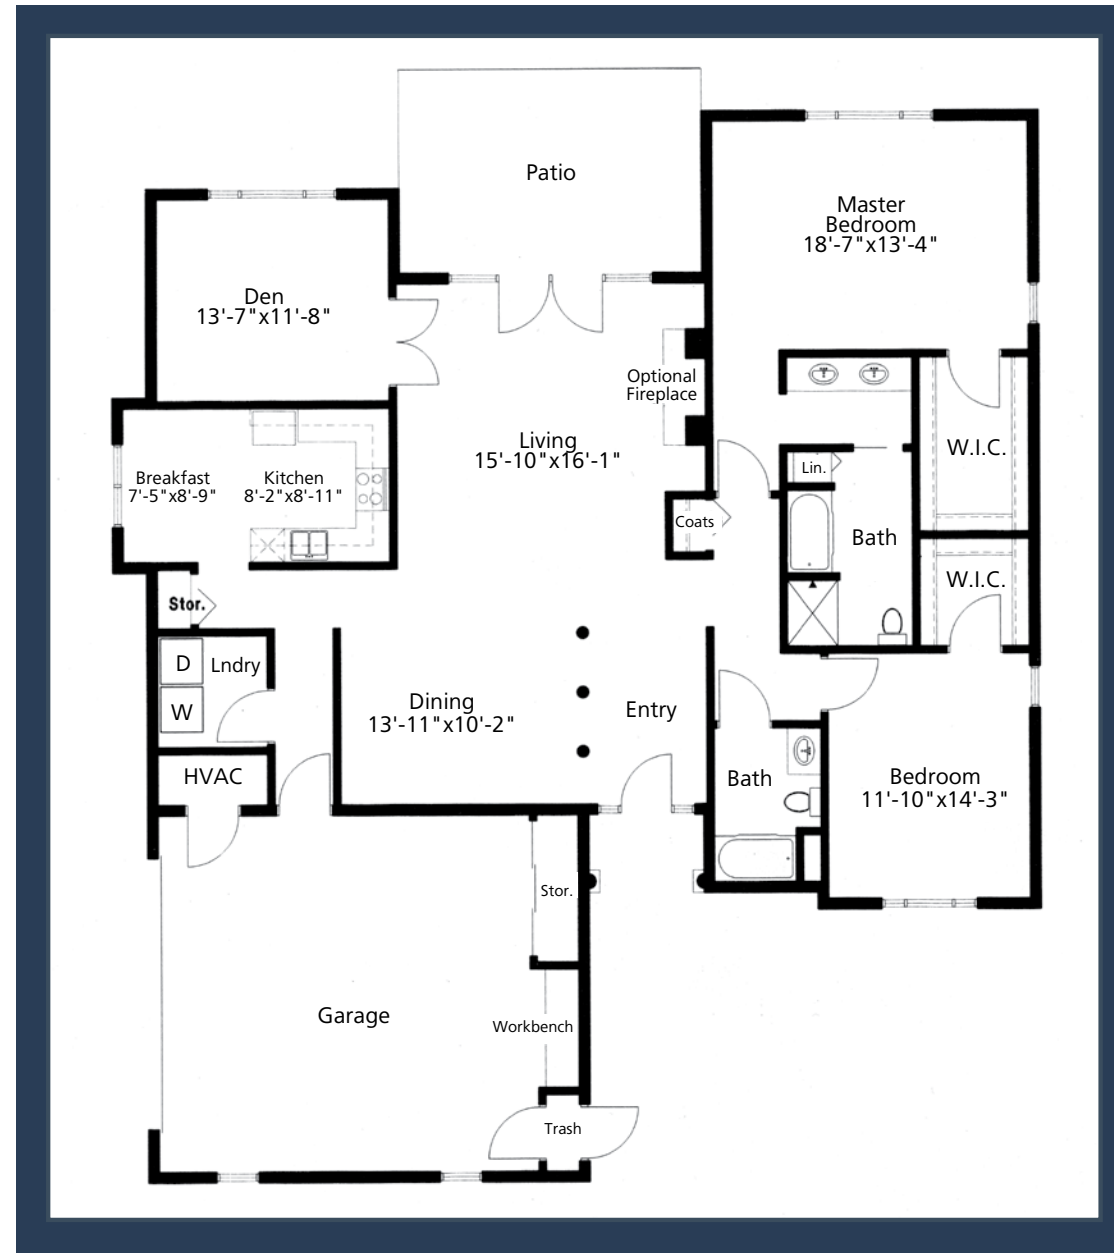 Patio
Master
Bedroom
18'-7"x13'-4"
Den
13'-7"x11'-8"
Optional
Fireplace
Living
15'-10"x16'-1"
W.I.C.
Breakfast
7'-5"x8'-9"
Kitchen
8'-2"x8'-11"
Lin.
Coats
Bath
W.I.C.
Stor.
D
Lndry
W
Dining
13'-11"x10'-2"
Entry
HVAC
Bath
Bedroom
11'-10"x14'-3"
Stor.
Garage
Workbench
Trash